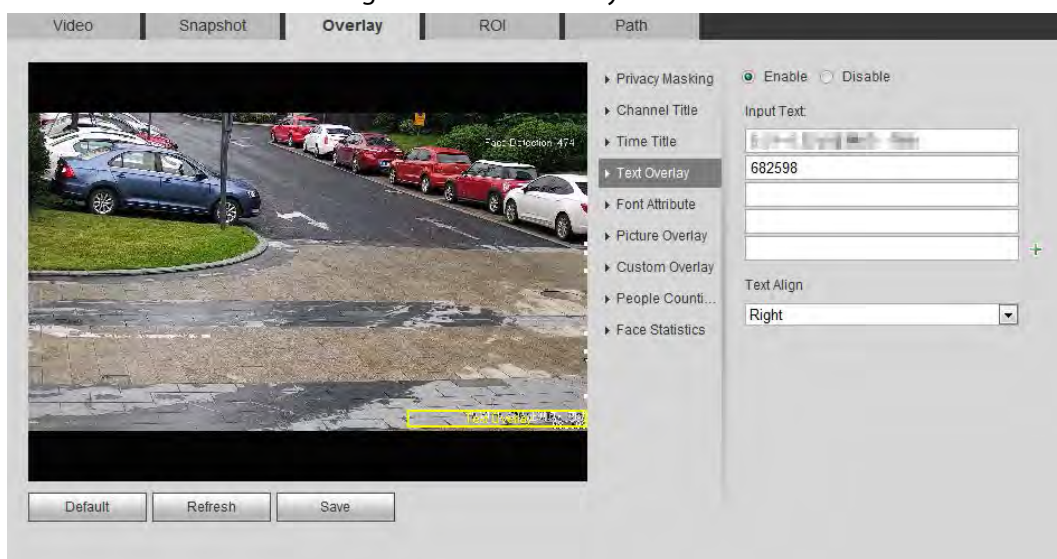 Video
Snapshot
Overlay
ROI
Path
Face Detection 474
Text Overlay
Privacy Masking
Channel Title
Time Title
Text Overlay
Font Attribute
Picture Overlay
Custom Overlay
People Counti...
Face Statistics
Enable
Disable
Input Text:
682598
+
Text Align
Right
Default
Refresh
Save